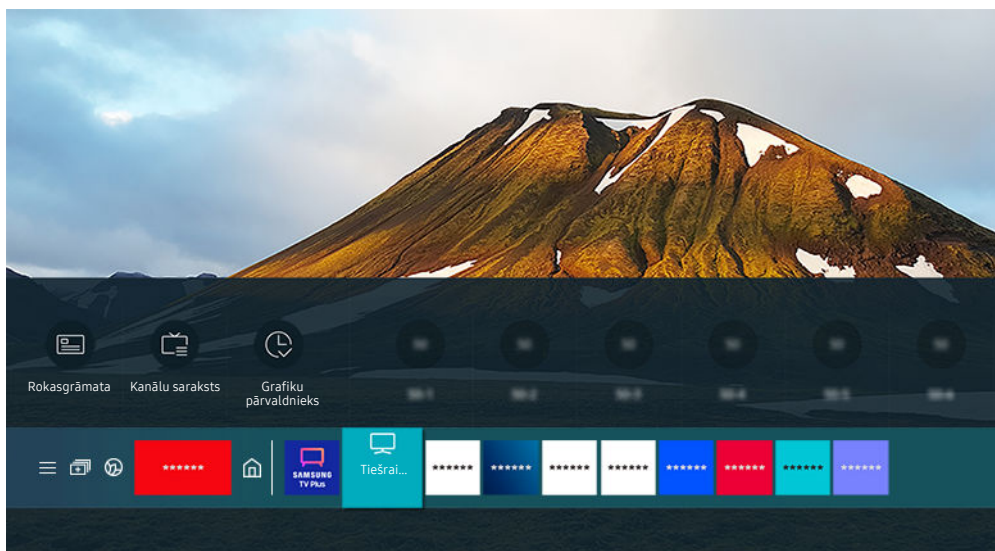 Rokasgrāmata
Kanālu saraksts
Grafiku
pārvaldnieks
******
SAMSUNG
TV Plus
Tiešrai...
******
******
******
******
******
******
******
******